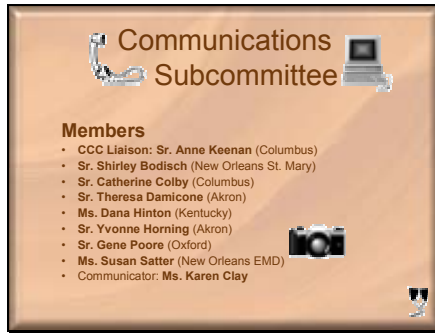 Communications
Subcommittee
Members
• CCC Liaison: Sr. Anne Keenan (Columbus)
• Sr. Shirley Bodisch (New Orleans St. Mary)
• Sr. Catherine Colby (Columbus)
• Sr. Theresa Damicone (Akron)
• Ms. Dana Hinton (Kentucky)
• Sr. Yvonne Horning (Akron)
• Sr. Gene Poore (Oxford)
• Ms. Susan Satter (New Orleans EMD)
• Communicator: Ms. Karen Clay